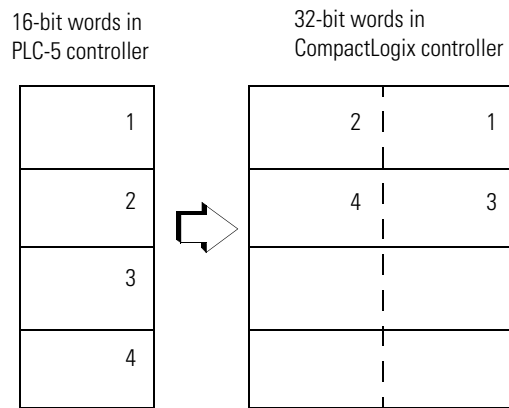 16-bit words in
PLC-5 controller
32-bit words in
CompactLogix controller
1
2
3
4
2 1
4 3